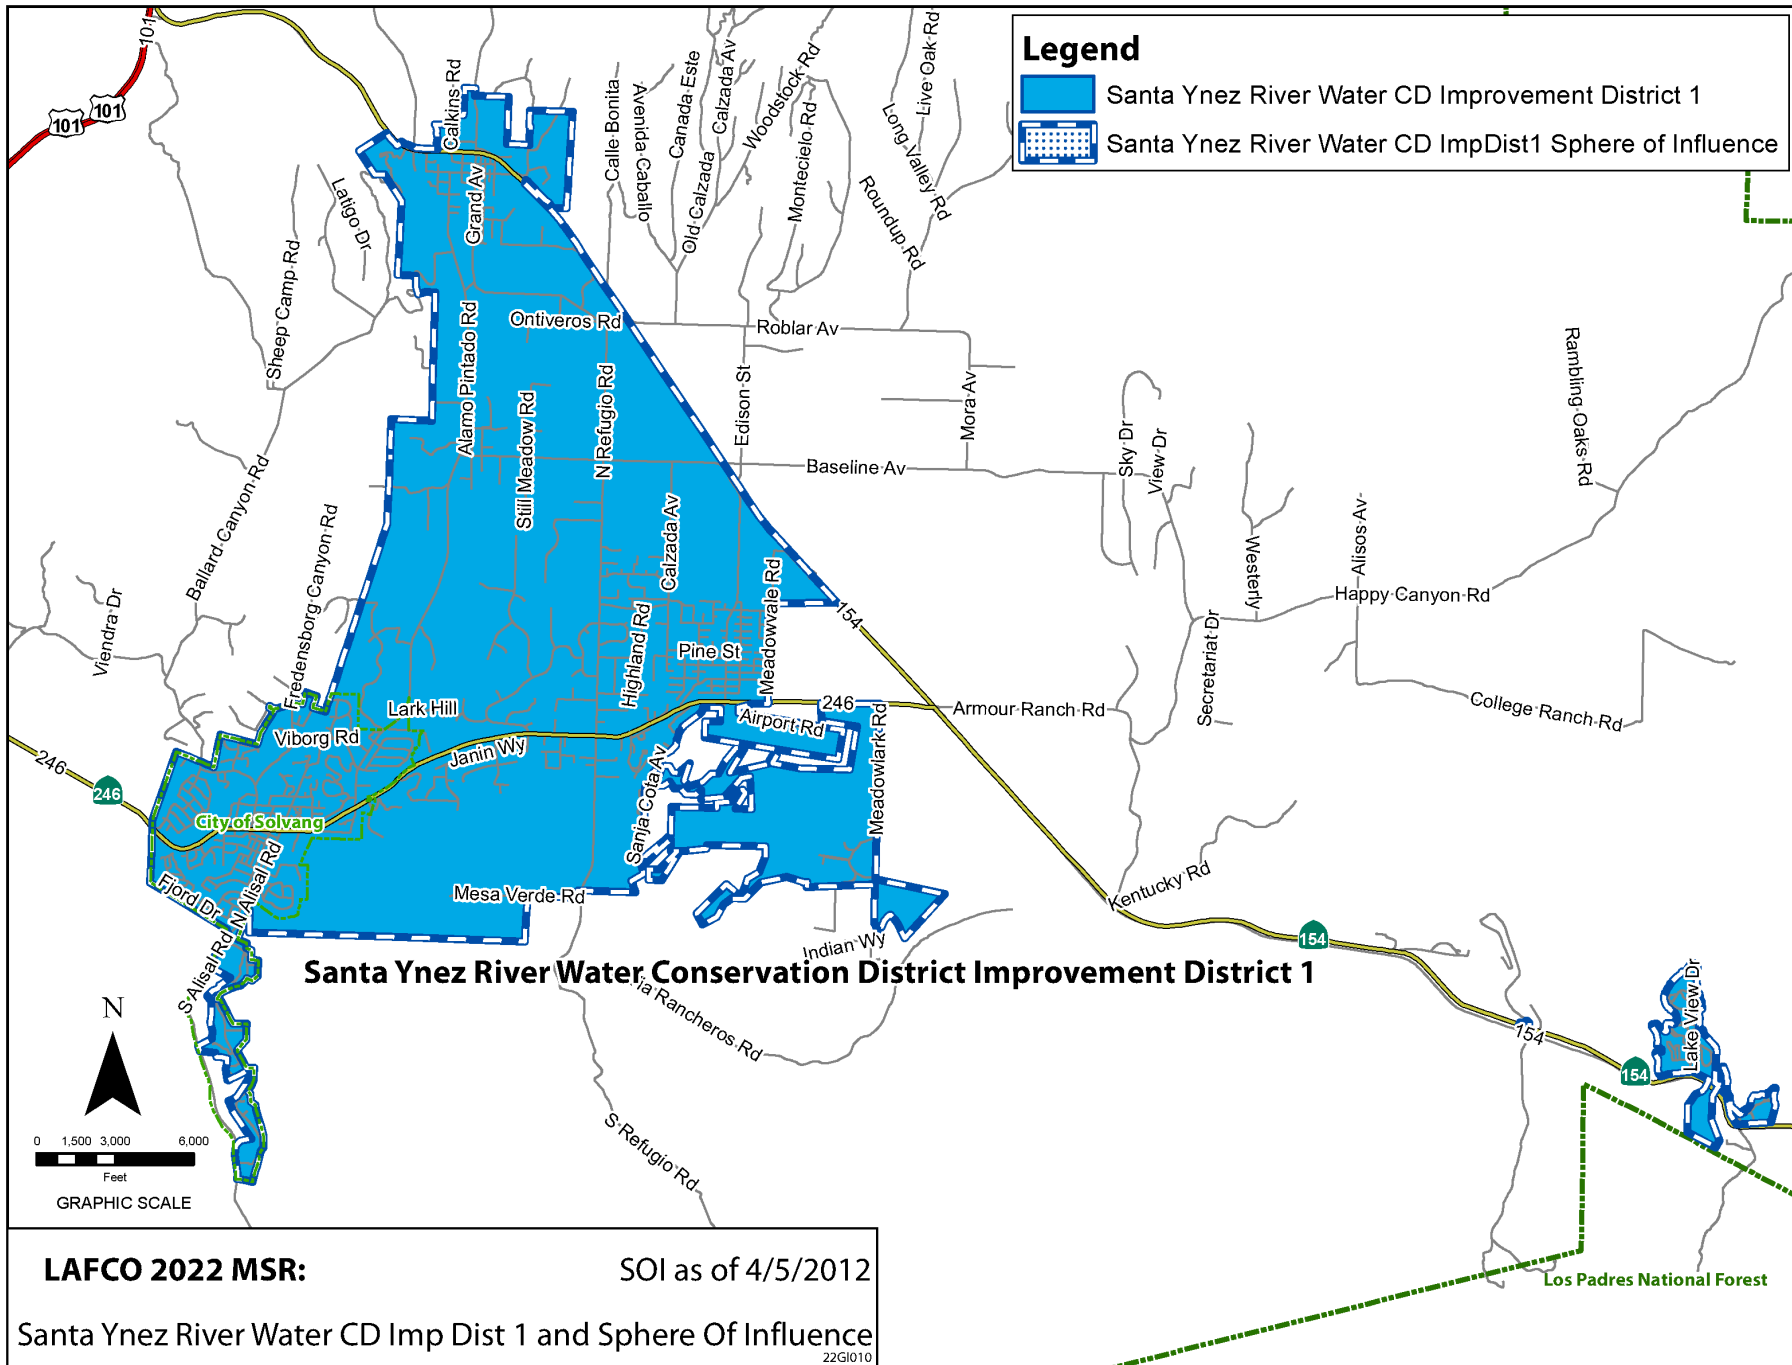 Legend
Santa Ynez River Water CD Improvement District 1
Santa Ynez River Water CD ImpDist1 Sphere of Influence
101
101
101
Calkins Rd
Grand Av
Latigo Dr
Sheep Camp Rd
Calle Bonita
Avenida Caballo
Canada Este
Calzada Av
Old Calzada
Woodstock Rd
Montecielo Rd
Live Oak Rd
Long Valley Rd
Roundup Rd
Ontiveros Rd
Roblar Av
Alamo Pintado Rd
Still Meadow Rd
N Refugio Rd
Edison St
Mora Av
Baseline Av
Sky Dr
View Dr
Rambling Oaks Rd
Ballard Canyon Rd
Fredensborg Canyon Rd
Viendra Dr
Calzada Av
Highland Rd
Meadowvale Rd
Pine St
154
Westerly
Alisos Av
Happy Canyon Rd
Secretariat Dr
College Ranch Rd
Armour Ranch Rd
246
Airport Rd
Meadowlark Rd
Lark Hill
Viborg Rd
Janin Wy
Sanja Cota Av
246
246
City of Solvang
Fjord Dr
N Alisal Rd
S Alisal Rd
Mesa Verde Rd
Indian Wy
Kentucky Rd
154
154
154
Lake View Dr
Santa Ynez River Water Conservation District Improvement District 1
ia Rancheros Rd
S Refugio Rd
Los Padres National Forest
N
0 1,500 3,000 6,000
Feet
GRAPHIC SCALE
LAFCO 2022 MSR: SOI as of 4/5/2012
Santa Ynez River Water CD Imp Dist 1 and Sphere Of Influence
22GI010